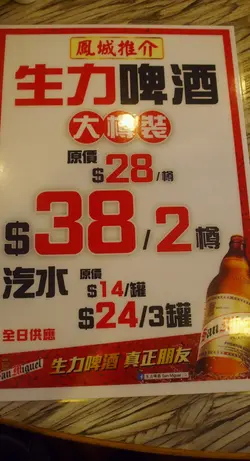 鳳城推介
生力啤酒
大樽裝
原價
$28/樽
$38/2樽
汽水 原價
$14/罐
$24/3罐
全日供應
San Miguel 生力啤酒 真正朋友
San Miguel